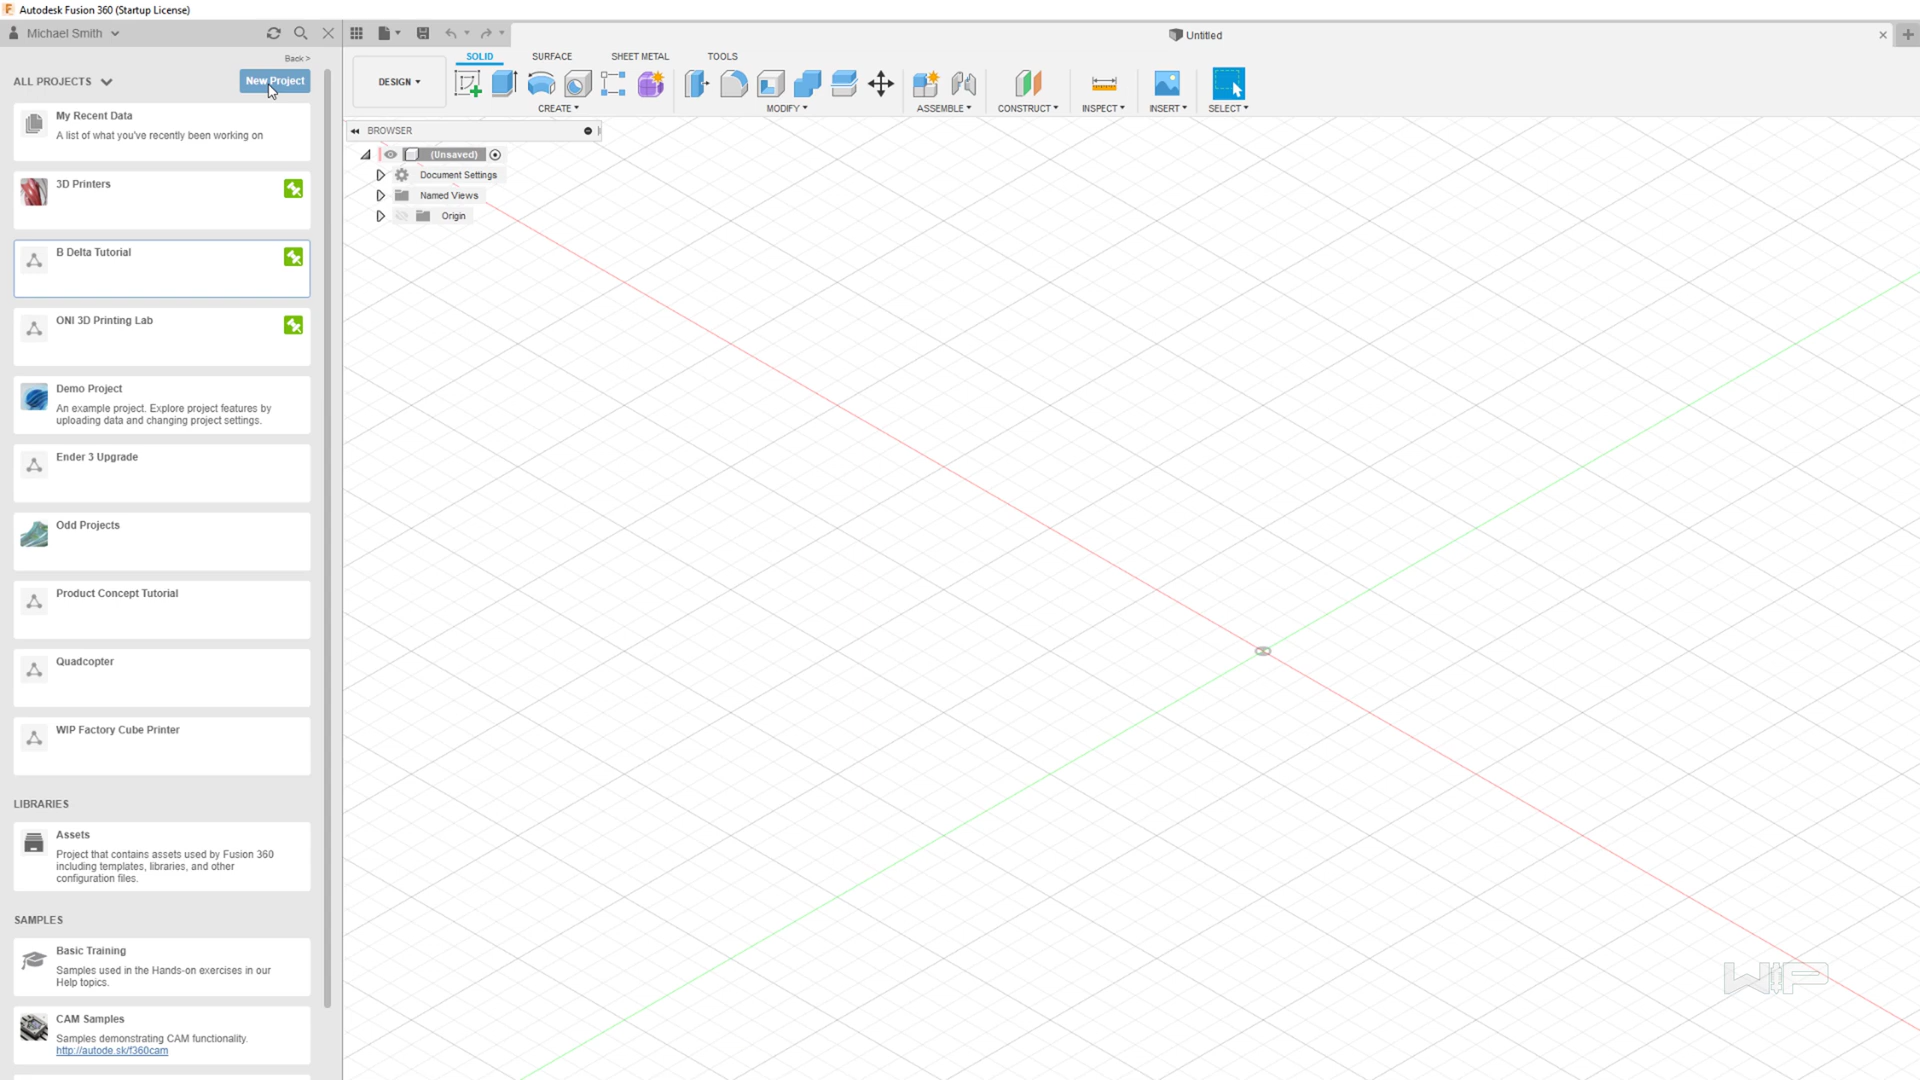 Autodesk Fusion 360 (Startup License)
Michael Smith
Untitled
Back >
ALL PROJECTS
New Project
My Recent Data
A list of what you've recently been working on
3D Printers
B Delta Tutorial
ONI 3D Printing Lab
Demo Project
An example project. Explore project features by
uploading data and changing project settings.
Ender 3 Upgrade
Odd Projects
Product Concept Tutorial
Quadcopter
WIP Factory Cube Printer
LIBRARIES
Assets
Project that contains assets used by Fusion 360
including templates, libraries, and other
configuration files.
SAMPLES
Basic Training
Samples used in the Hands-on exercises in our
Help topics.
CAM Samples
Samples demonstrating CAM functionality.
http://autode.sk/f360cam
SOLID SURFACE SHEET METAL TOOLS
DESIGN
CREATE MODIFY ASSEMBLE CONSTRUCT INSPECT INSERT SELECT
BROWSER
(Unsaved)
Document Settings
Named Views
Origin
WIP